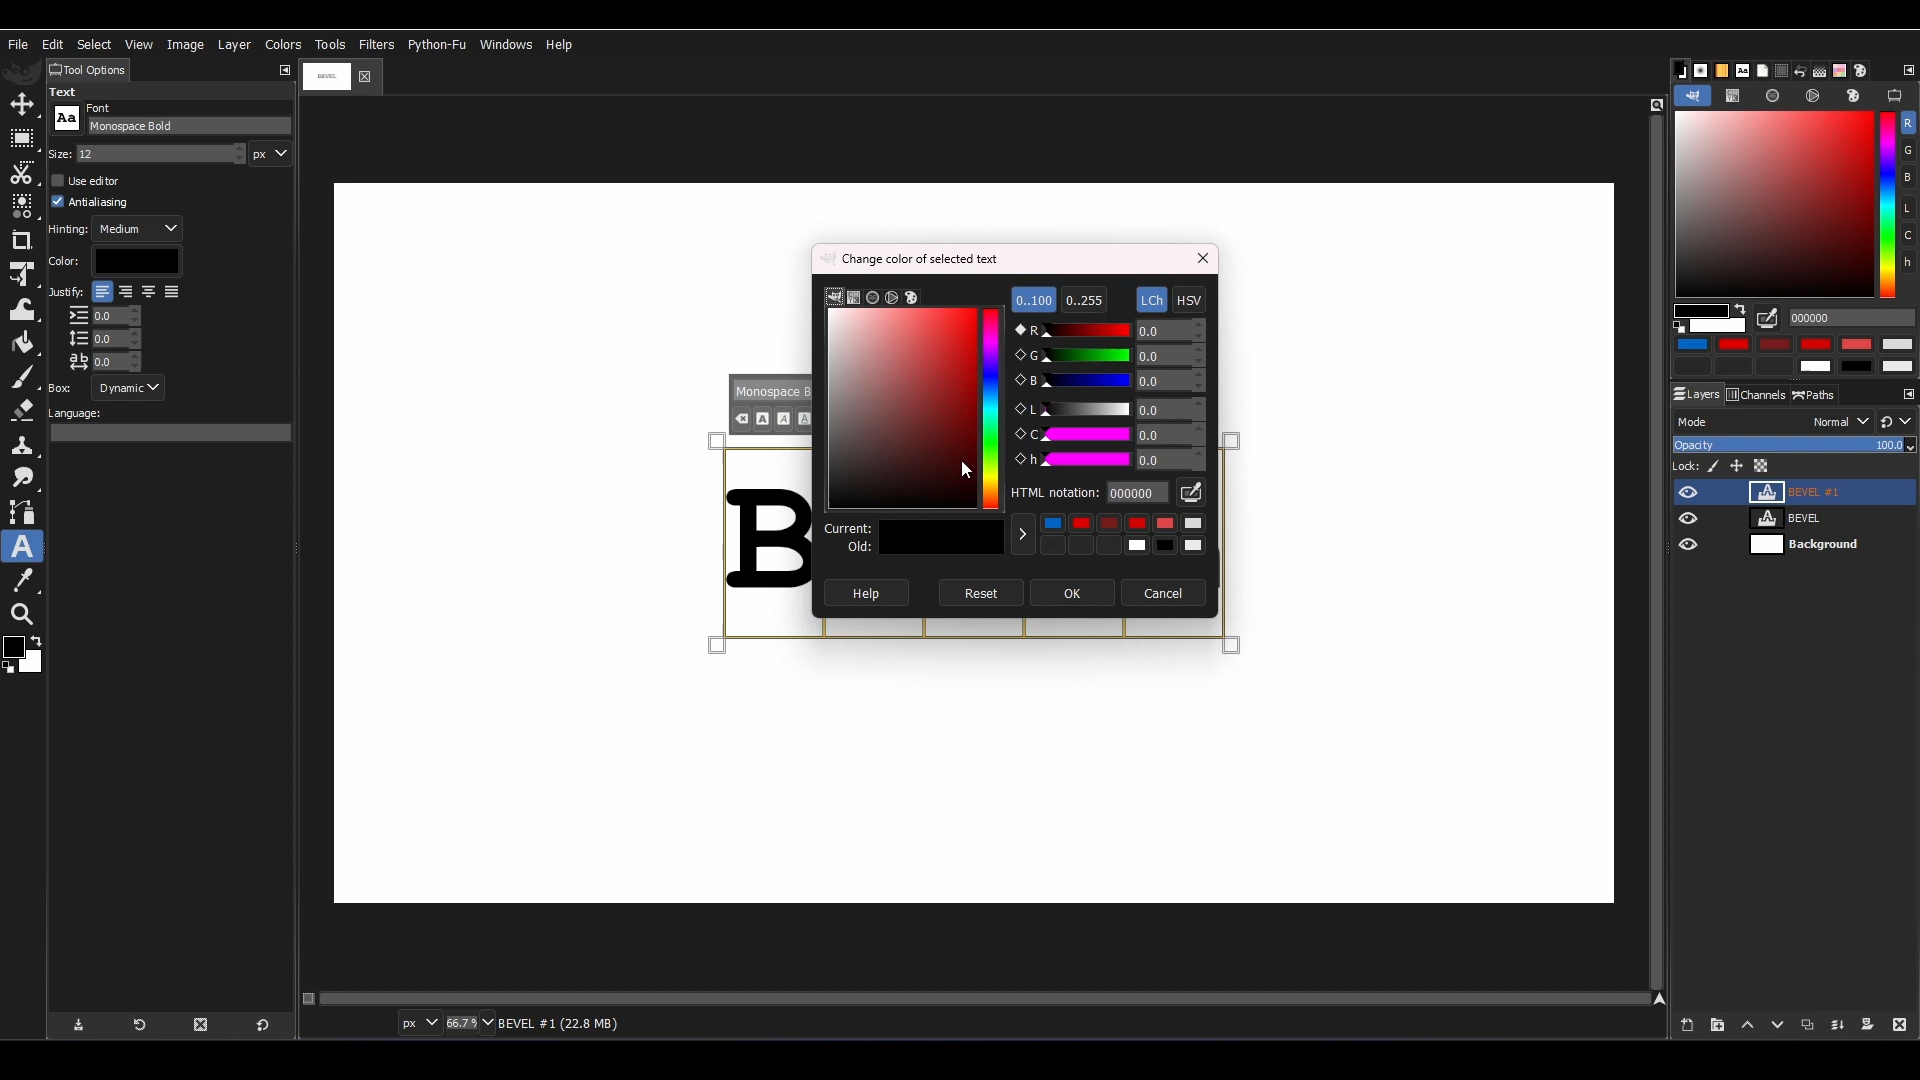 File Edit Select View Image Layer Colors Tools Filters Python-Fu Windows Help
Tool Options
Text
Aa
Font
Monospace Bold
Size: 12 px
Use editor
Antialiasing
Hinting: Medium
Color:
Justify:
0.0
0.0
0.0
Box: Dynamic
Language:
Monospace B
B
Change color of selected text
0..100 0..255 LCh HSV
R 0.0
G 0.0
B 0.0
L 0.0
C 0.0
h 0.0
HTML notation: 000000
Current:
Old:
Help Reset OK Cancel
px 66.7 % BEVEL #1 (22.8 MB)
R
G
B
L
C
h
000000
Layers Channels Paths
Mode Normal
Opacity 100.0
Lock:
BEVEL #1
BEVEL
Background